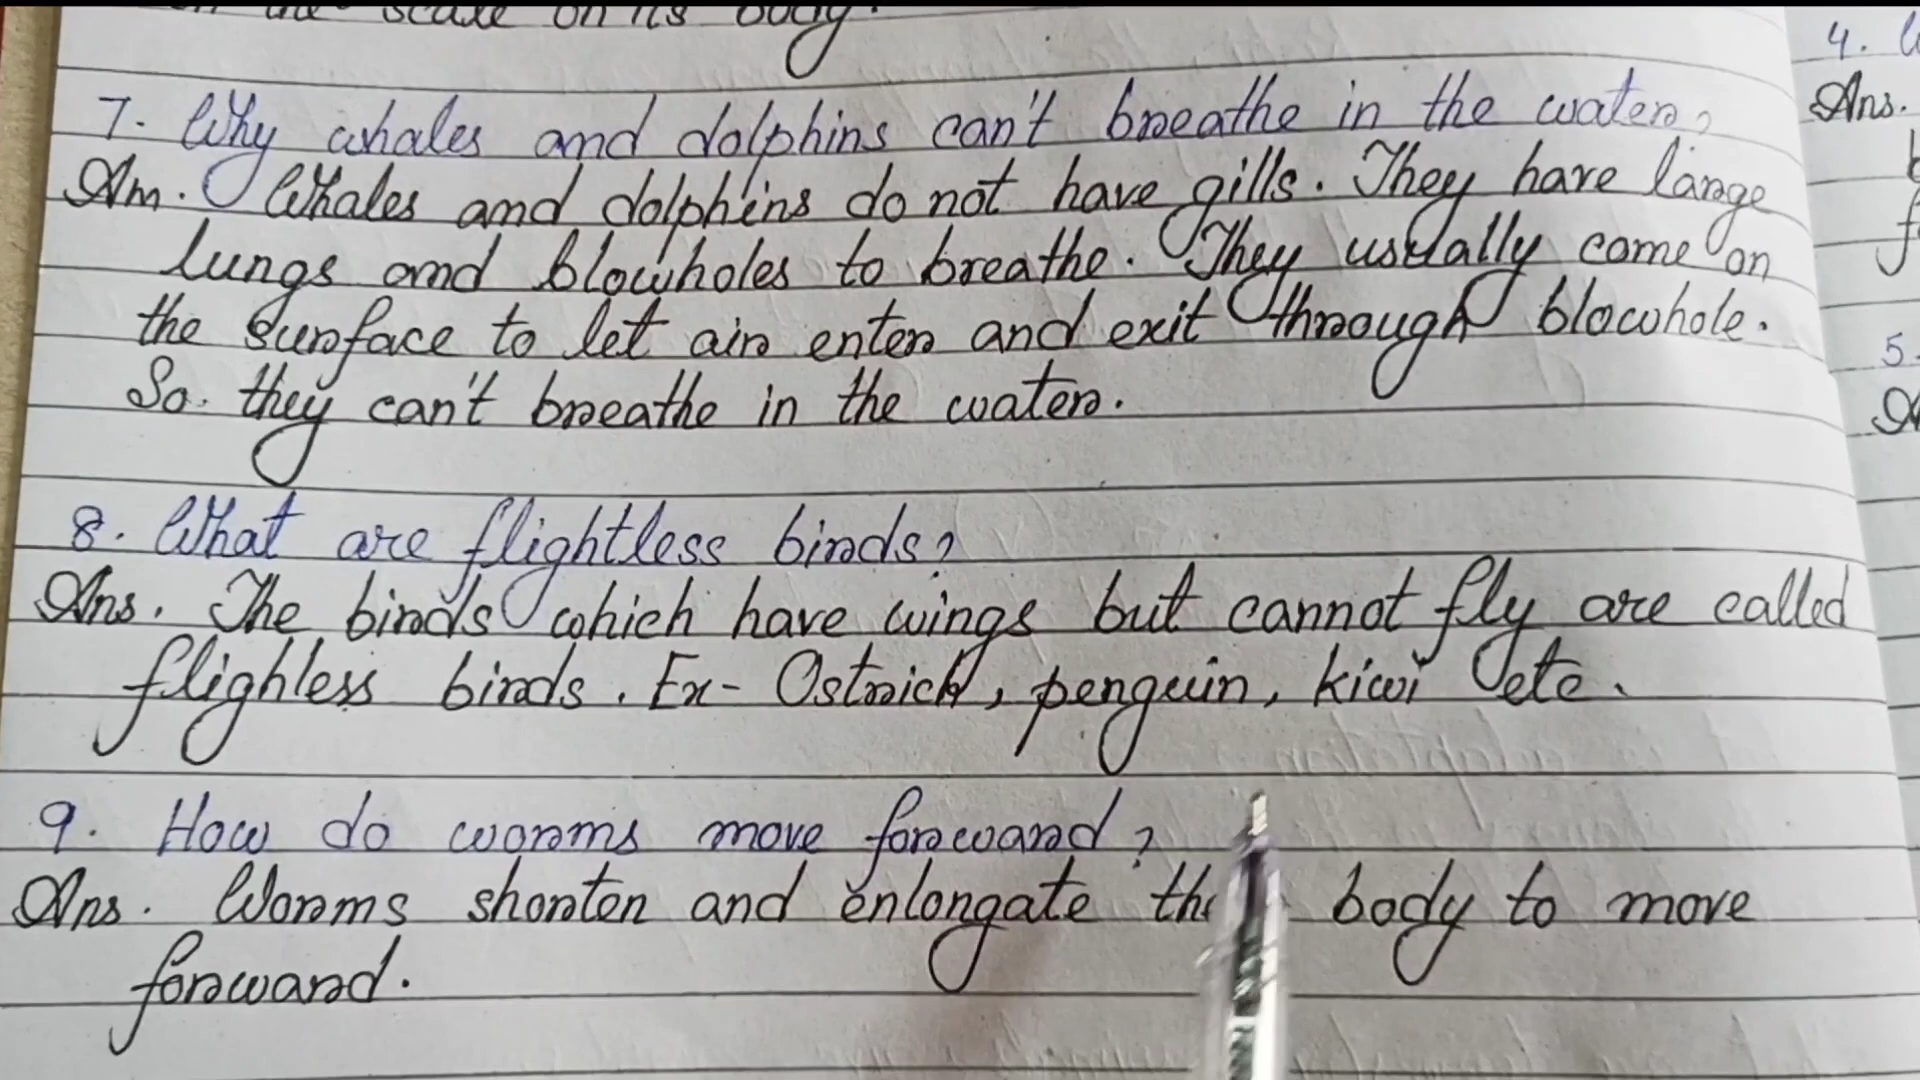 the scale on its body.
7. Why whales and dolphins can't breathe in the water?
Ans. Whales and dolphins do not have gills. They have large
lungs and blowholes to breathe. They usually come on
the surface to let air enter and exit through blowhole.
So. they can't breathe in the water.
8. What are flightless birds?
Ans. The birds which have wings but cannot fly are called
flighless birds. Ex- Ostrich, penguin, kiwi etc.
9. How do worms move forward?
Ans. Worms shorten and enlongate body to move
forward.
4.
Ans.
5.